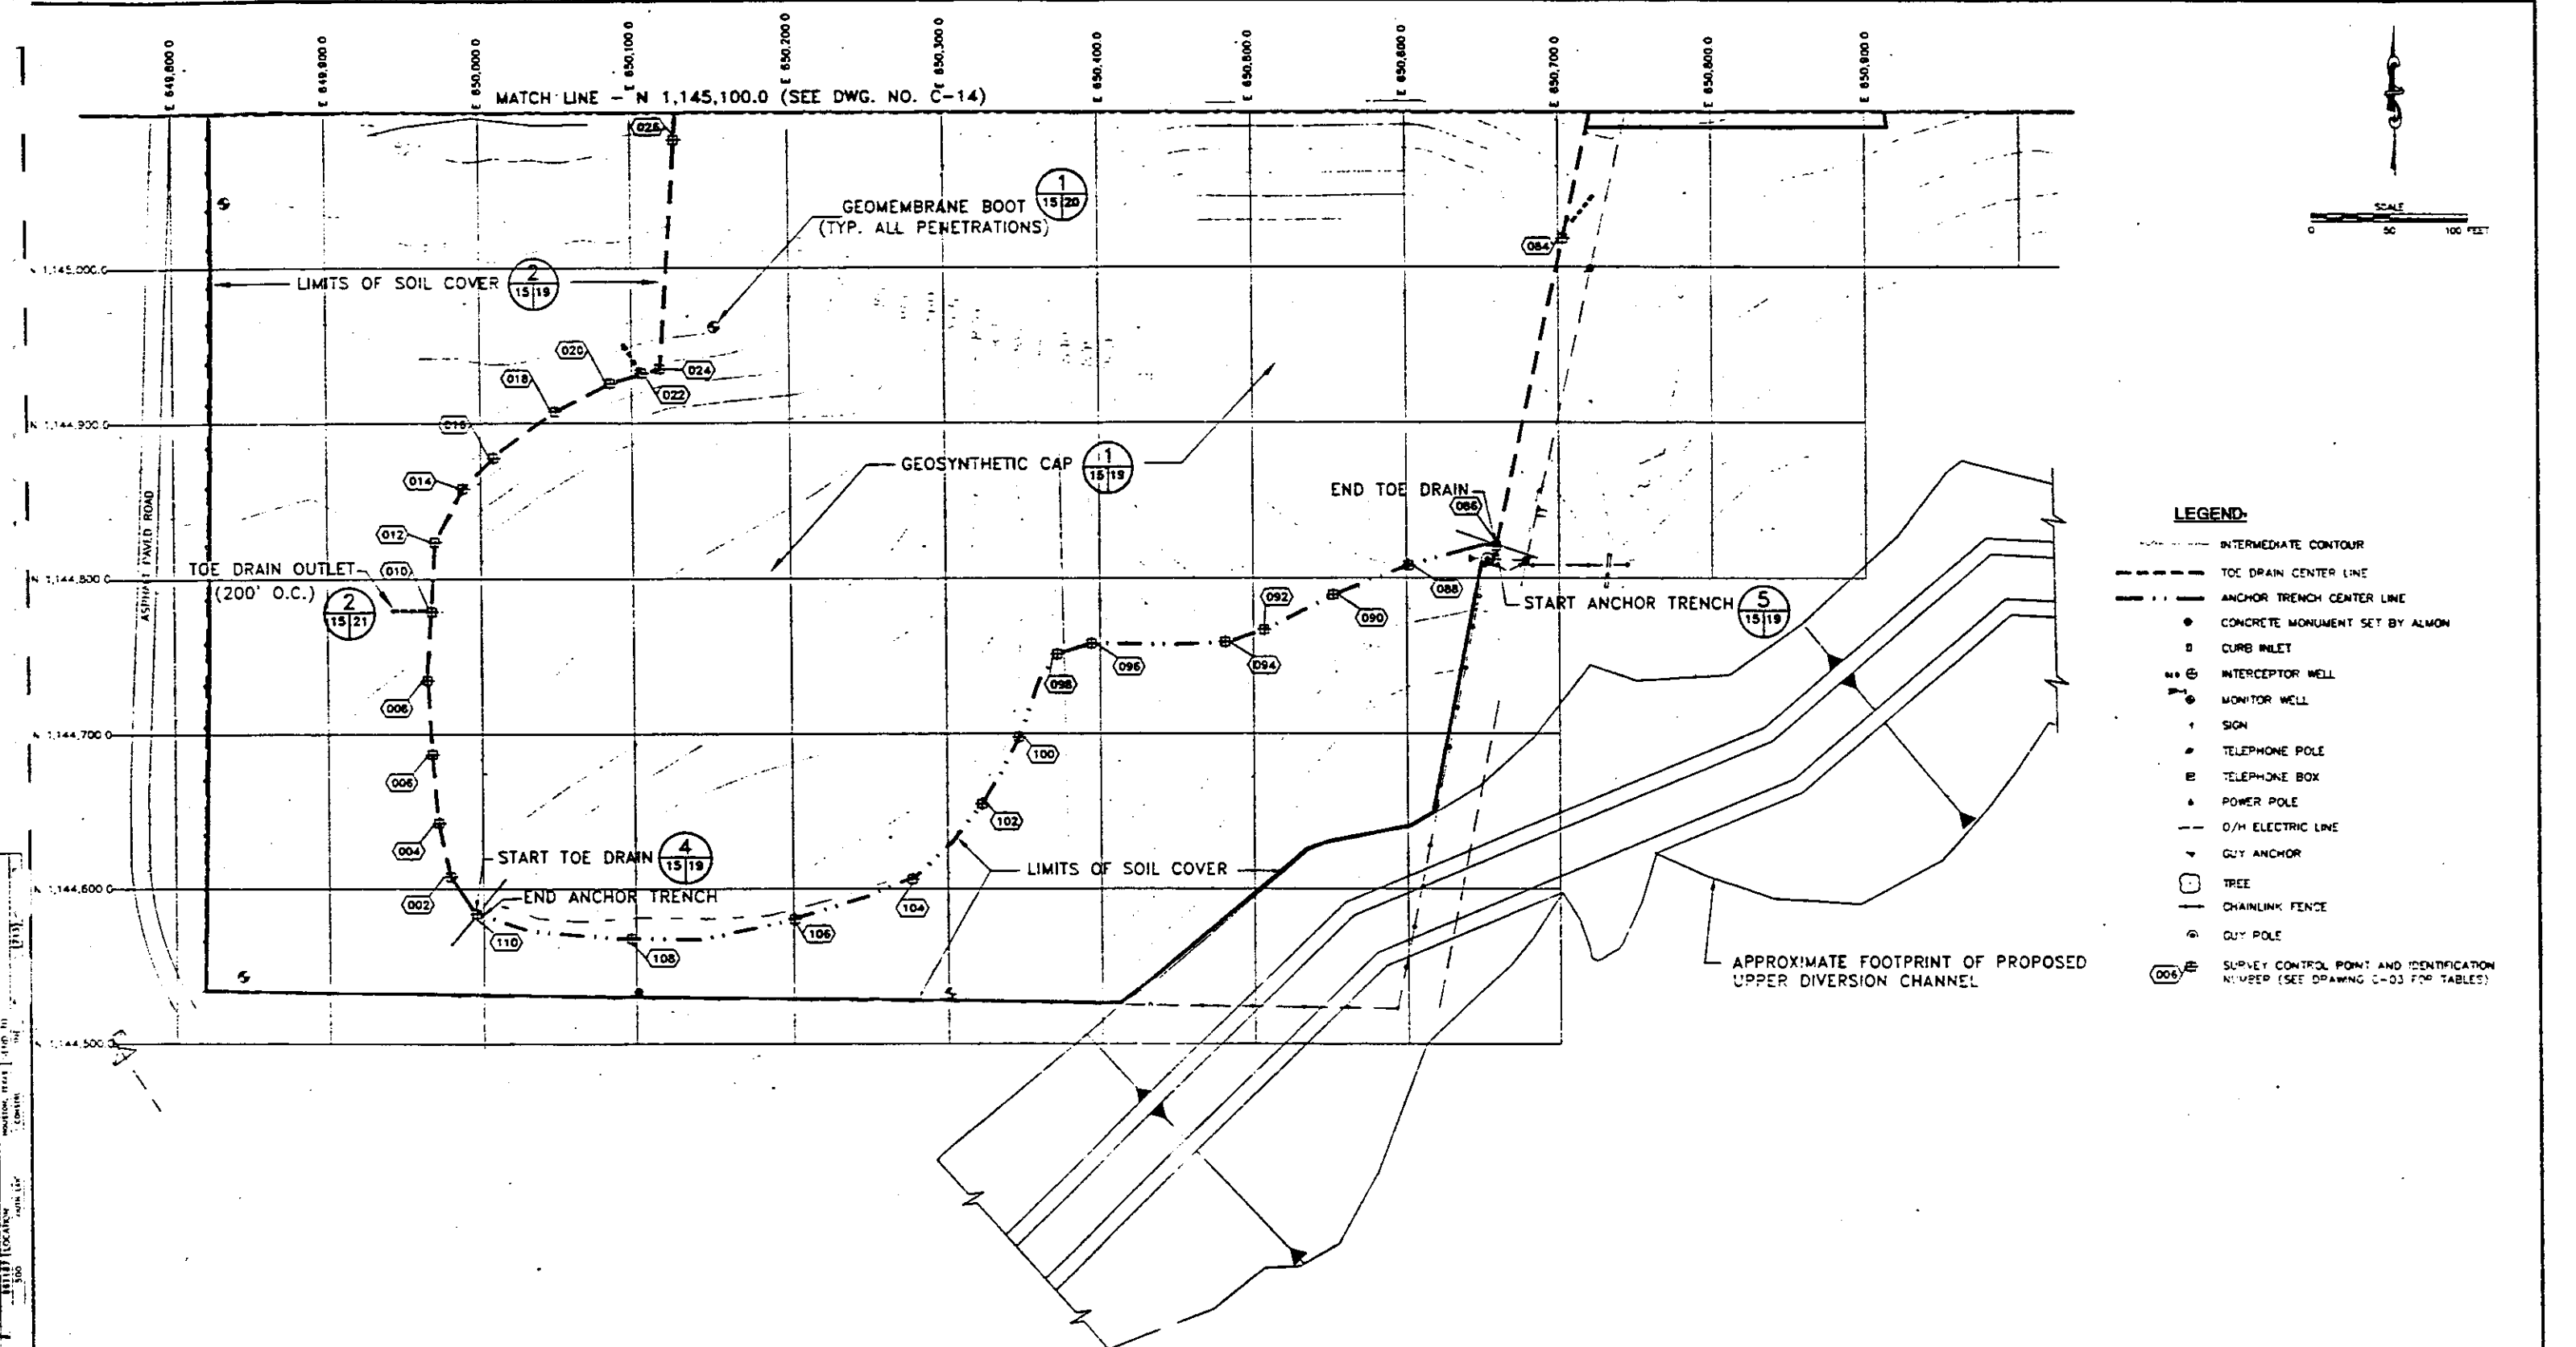 E 649,800.0
E 649,900.0
E 650,000.0
E 650,100.0
E 650,200.0
E 650,300.0
E 650,400.0
E 650,600.0
E 650,700.0
E 650,800.0
E 650,900.0
MATCH LINE - N 1,145,100.0 (SEE DWG. NO. C-14)
026
1
15 20
GEOMEMBRANE BOOT
(TYP. ALL PENETRATIONS)
SCALE
0 50 100 FEET
084
N 1,145,000.0
LIMITS OF SOIL COVER
2
15 19
020
018
024
022
N 1,144,900.0
016
014
GEOSYNTHETIC CAP
1
15 19
END TOE DRAIN
086
012
ASPHALT PAVED ROAD
TOE DRAIN OUTLET
(200' O.C.)
010
2
15 21
N 1,144,800.0
088
092
090
START ANCHOR TRENCH
5
15 19
096
094
098
008
N 1,144,700.0
100
006
102
004
START TOE DRAIN
4
15 19
LIMITS OF SOIL COVER
N 1,144,600.0
002
END ANCHOR TRENCH
104
110
106
108
APPROXIMATE FOOTPRINT OF PROPOSED
UPPER DIVERSION CHANNEL
N 1,144,500.0
LEGEND:
INTERMEDIATE CONTOUR
TOE DRAIN CENTER LINE
ANCHOR TRENCH CENTER LINE
CONCRETE MONUMENT SET BY ALMON
CURB INLET
INTERCEPTOR WELL
MONITOR WELL
SIGN
TELEPHONE POLE
TELEPHONE BOX
POWER POLE
O/H ELECTRIC LINE
GUY ANCHOR
TREE
CHAINLINK FENCE
GUY POLE
006
SURVEY CONTROL POINT AND IDENTIFICATION
NUMBER (SEE DRAWING C-03 FOR TABLES)
LOCATION